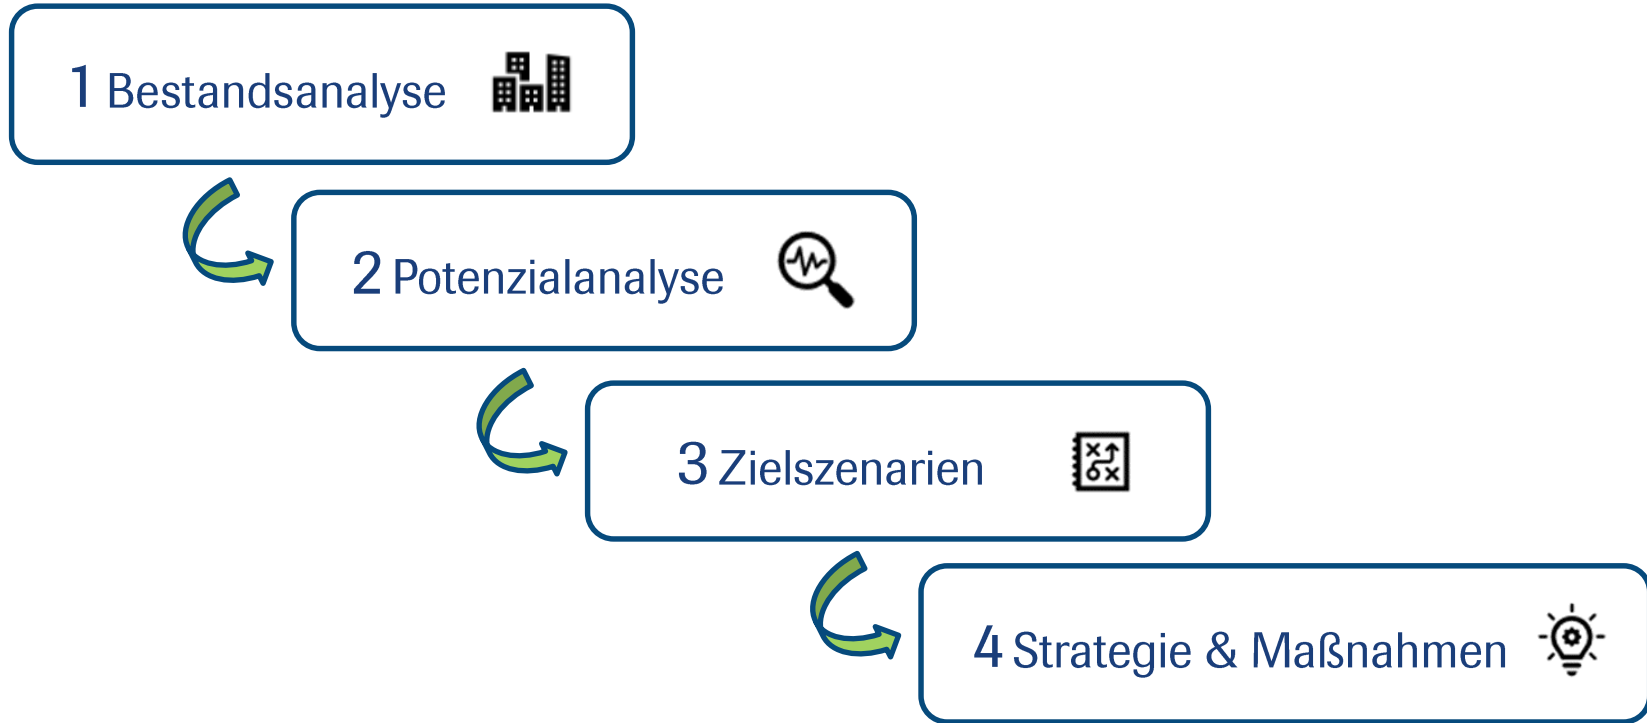 1 Bestandsanalyse
2 Potenzialanalyse
3 Zielszenarien
4 Strategie & Maßnahmen